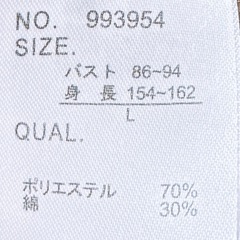 NO. 993954
SIZE.
バスト 86~94
身 長 154~162
L
QUAL.
ポリエステル 70%
綿 30%